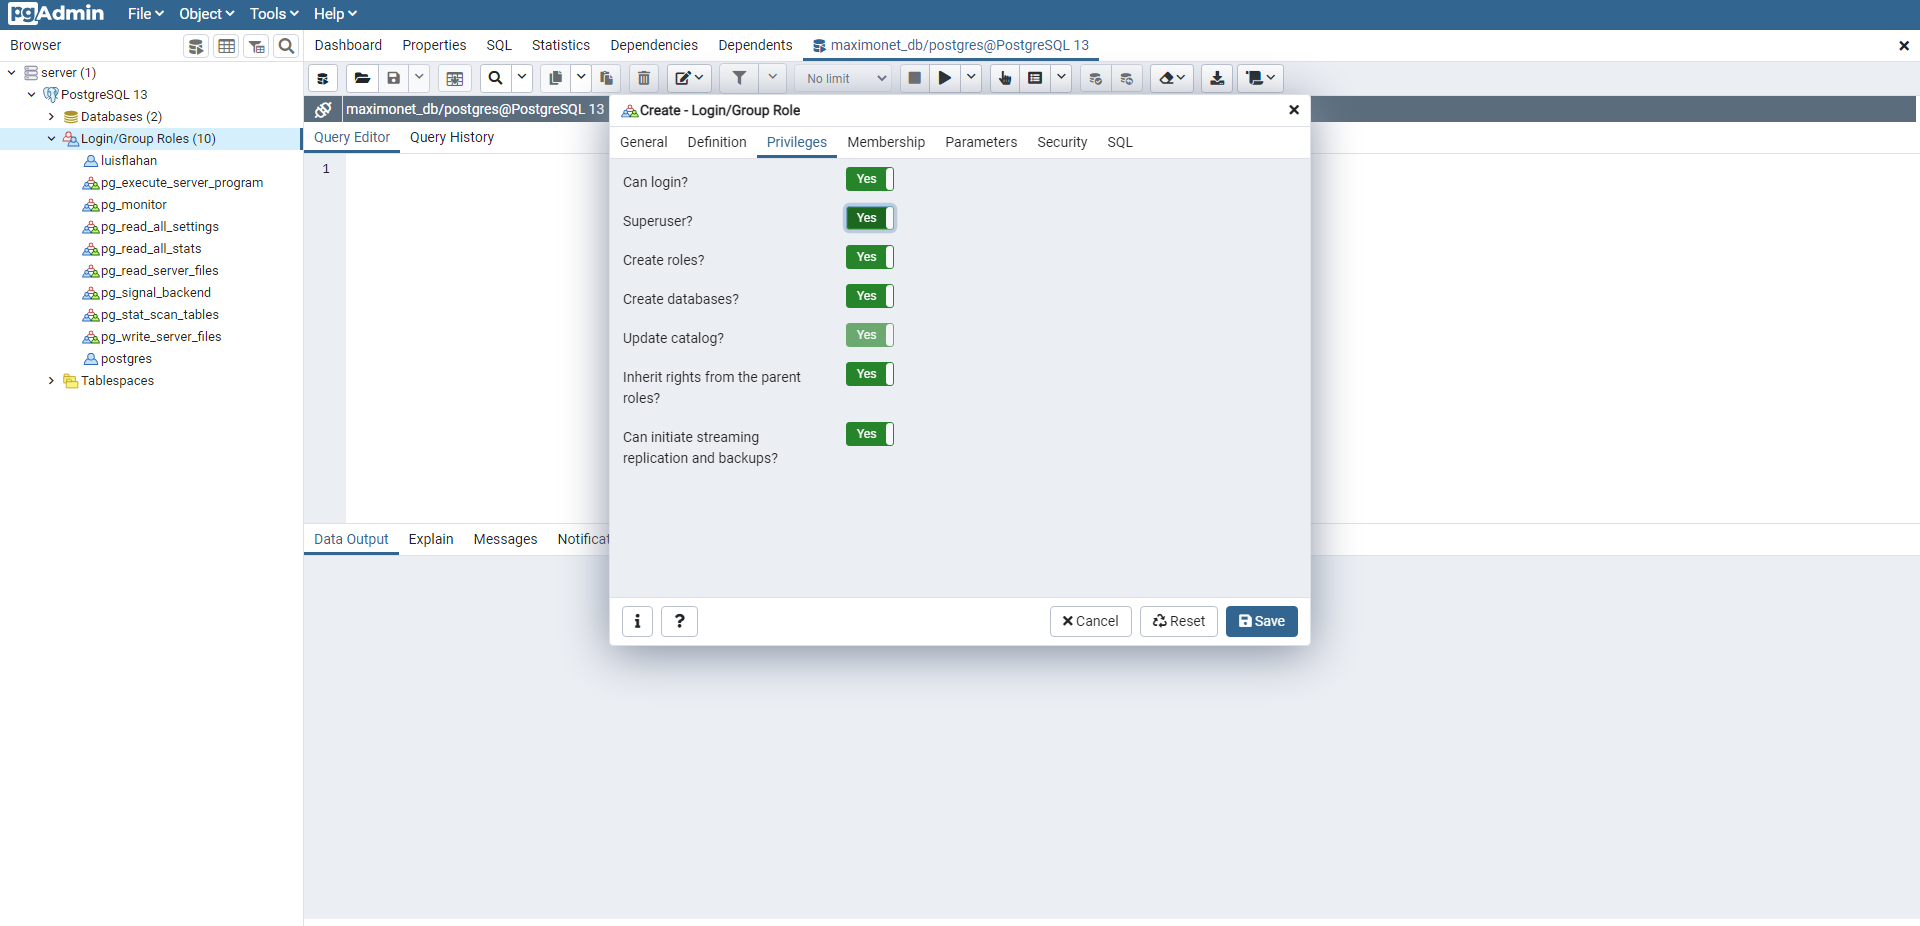 pgAdmin File Object Tools Help
Browser
Dashboard Properties SQL Statistics Dependencies Dependents maximonet_db/postgres@PostgreSQL 13
server (1)
PostgreSQL 13
Databases (2)
Login/Group Roles (10)
luisflahan
pg_execute_server_program
pg_monitor
pg_read_all_settings
pg_read_all_stats
pg_read_server_files
pg_signal_backend
pg_stat_scan_tables
pg_write_server_files
postgres
Tablespaces
No limit
maximonet_db/postgres@PostgreSQL 13
Query Editor Query History
1
Data Output Explain Messages Notificat
Create - Login/Group Role
General Definition Privileges Membership Parameters Security SQL
Can login? Yes
Superuser? Yes
Create roles? Yes
Create databases? Yes
Update catalog? Yes
Inherit rights from the parent Yes
roles?
Can initiate streaming Yes
replication and backups?
i ? Cancel Reset Save